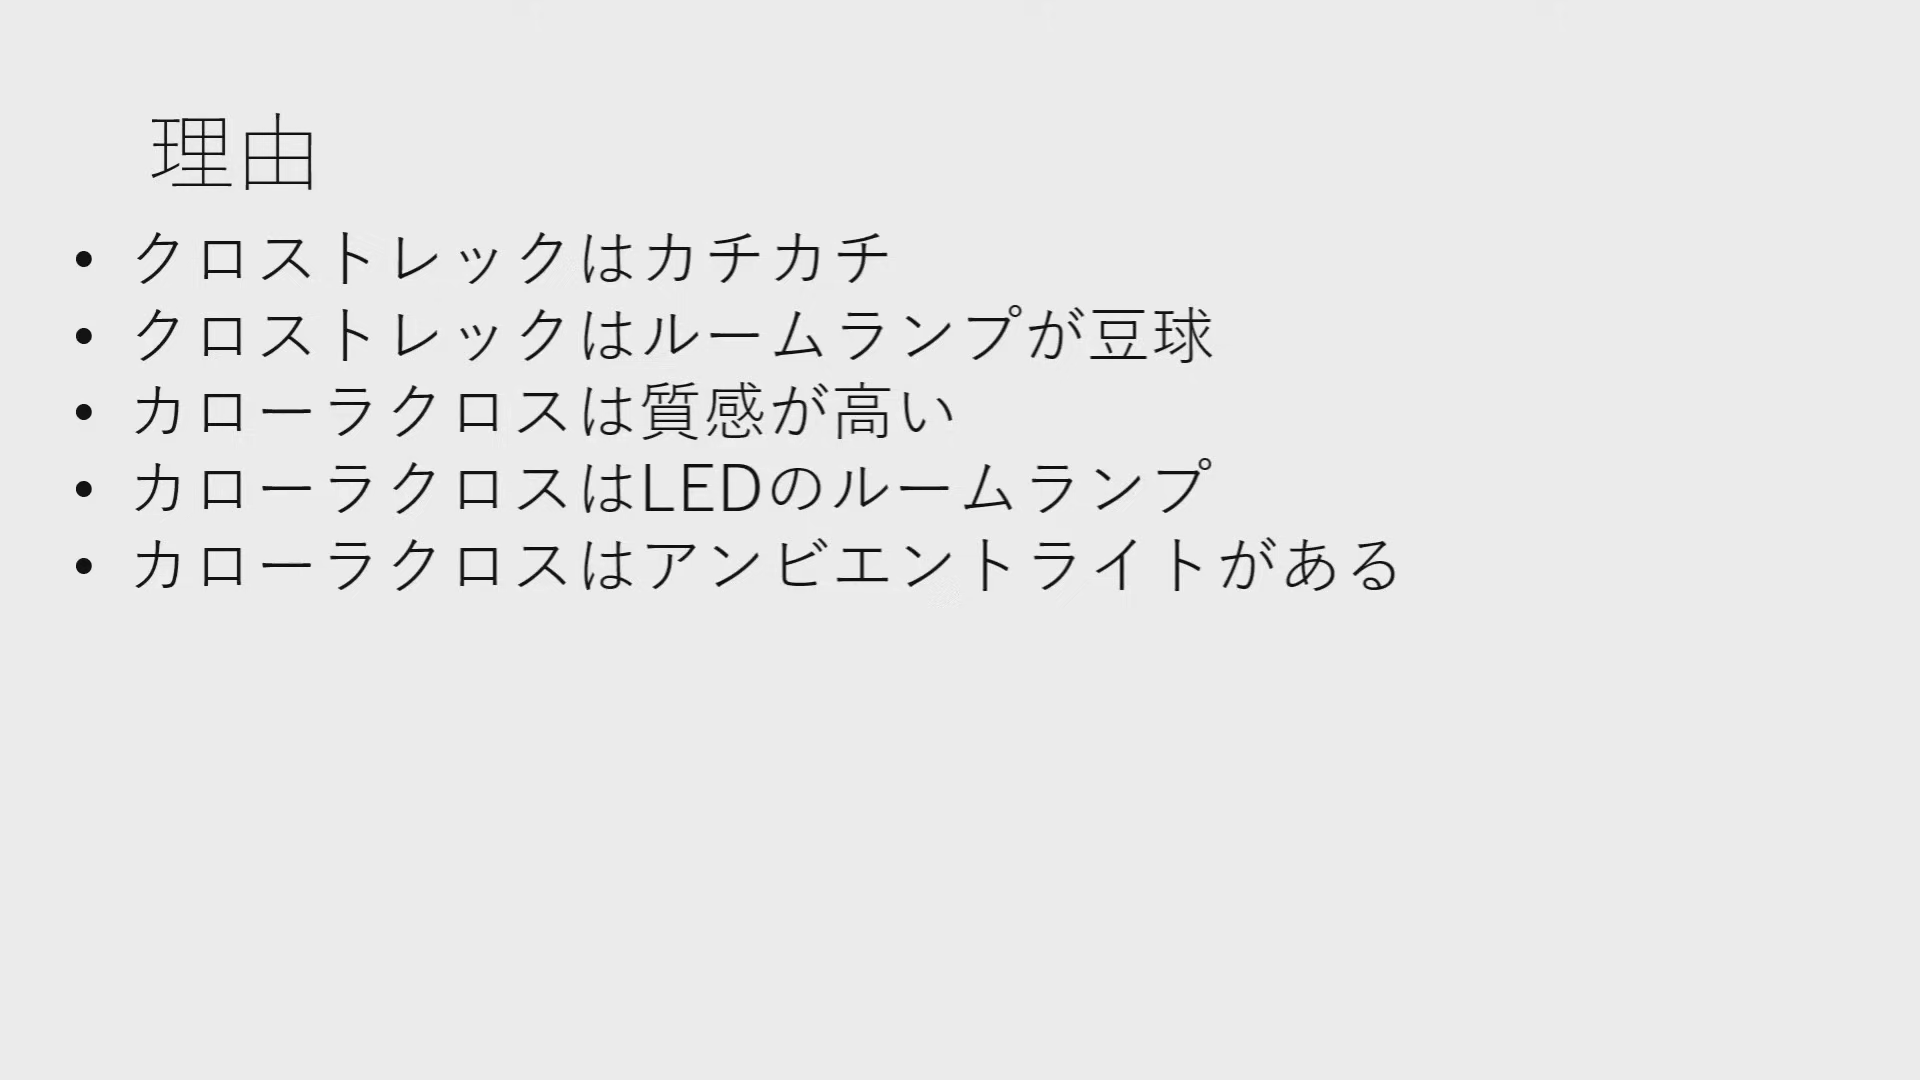 理由
• クロストレックはカチカチ
• クロストレックはルームランプが豆球
• カローラクロスは質感が高い
• カローラクロスはLEDのルームランプ
• カローラクロスはアンビエントライトがある